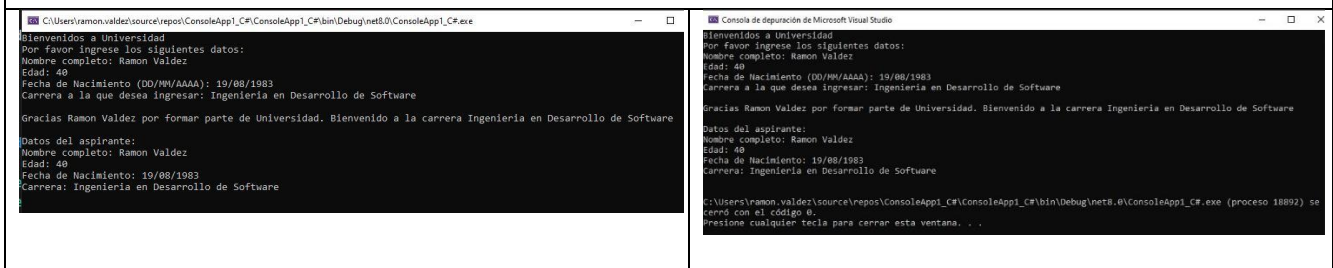 C:\Users\ramon.valdez\source\repos\ConsoleApp1_C#\ConsoleApp1_C#\bin\Debug\net8.0\ConsoleApp1_C#.exe
Bienvenidos a Universidad
Por favor ingrese los siguientes datos:
Nombre completo: Ramon Valdez
Edad: 40
Fecha de Nacimiento (DD/MM/AAAA): 19/08/1983
Carrera a la que desea ingresar: Ingenieria en Desarrollo de Software
Gracias Ramon Valdez por formar parte de Universidad. Bienvenido a la carrera Ingenieria en Desarrollo de Software
Datos del aspirante:
Nombre completo: Ramon Valdez
Edad: 40
Fecha de Nacimiento: 19/08/1983
Carrera: Ingenieria en Desarrollo de Software
Consola de depuración de Microsoft Visual Studio
Bienvenidos a Universidad
Por favor ingrese los siguientes datos:
Nombre completo: Ramon Valdez
Edad: 40
Fecha de Nacimiento (DD/MM/AAAA): 19/08/1983
Carrera a la que desea ingresar: Ingenieria en Desarrollo de Software
Gracias Ramon Valdez por formar parte de Universidad. Bienvenido a la carrera Ingenieria en Desarrollo de Software
Datos del aspirante:
Nombre completo: Ramon Valdez
Edad: 40
Fecha de Nacimiento: 19/08/1983
Carrera: Ingenieria en Desarrollo de Software
C:\Users\ramon.valdez\source\repos\ConsoleApp1_C#\ConsoleApp1_C#\bin\Debug\net8.0\ConsoleApp1_C#.exe (proceso 18892) se
cerró con el código 0.
Presione cualquier tecla para cerrar esta ventana. . .